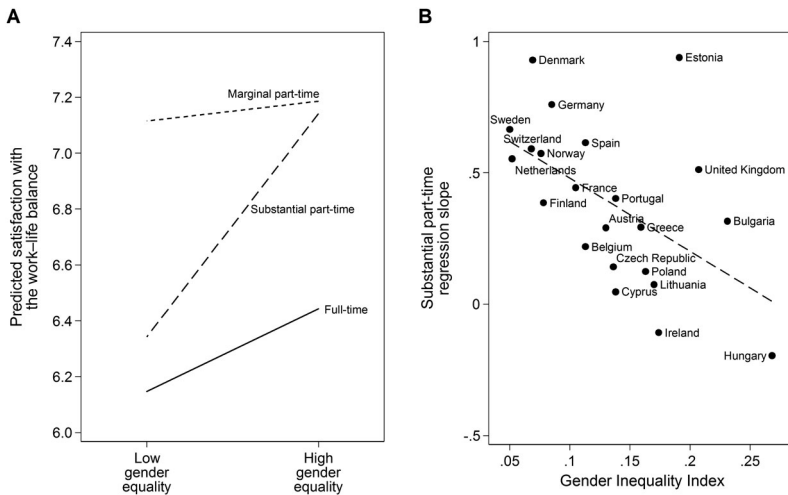 A
Predicted satisfaction with
the work–life balance
7.4
7.2
7.0
6.8
6.6
6.4
6.2
6.0
Marginal part-time
Substantial part-time
Full-time
Low
gender
equality
High
gender
equality
B
Substantial part-time
regression slope
1
.5
0
-.5
Denmark
Estonia
Germany
Sweden
Switzerland
Spain
Norway
Netherlands
United Kingdom
France
Finland
Portugal
Austria
Greece
Bulgaria
Belgium
Czech Republic
Poland
Lithuania
Cyprus
Ireland
Hungary
.05
.1
.15
.2
.25
Gender Inequality Index